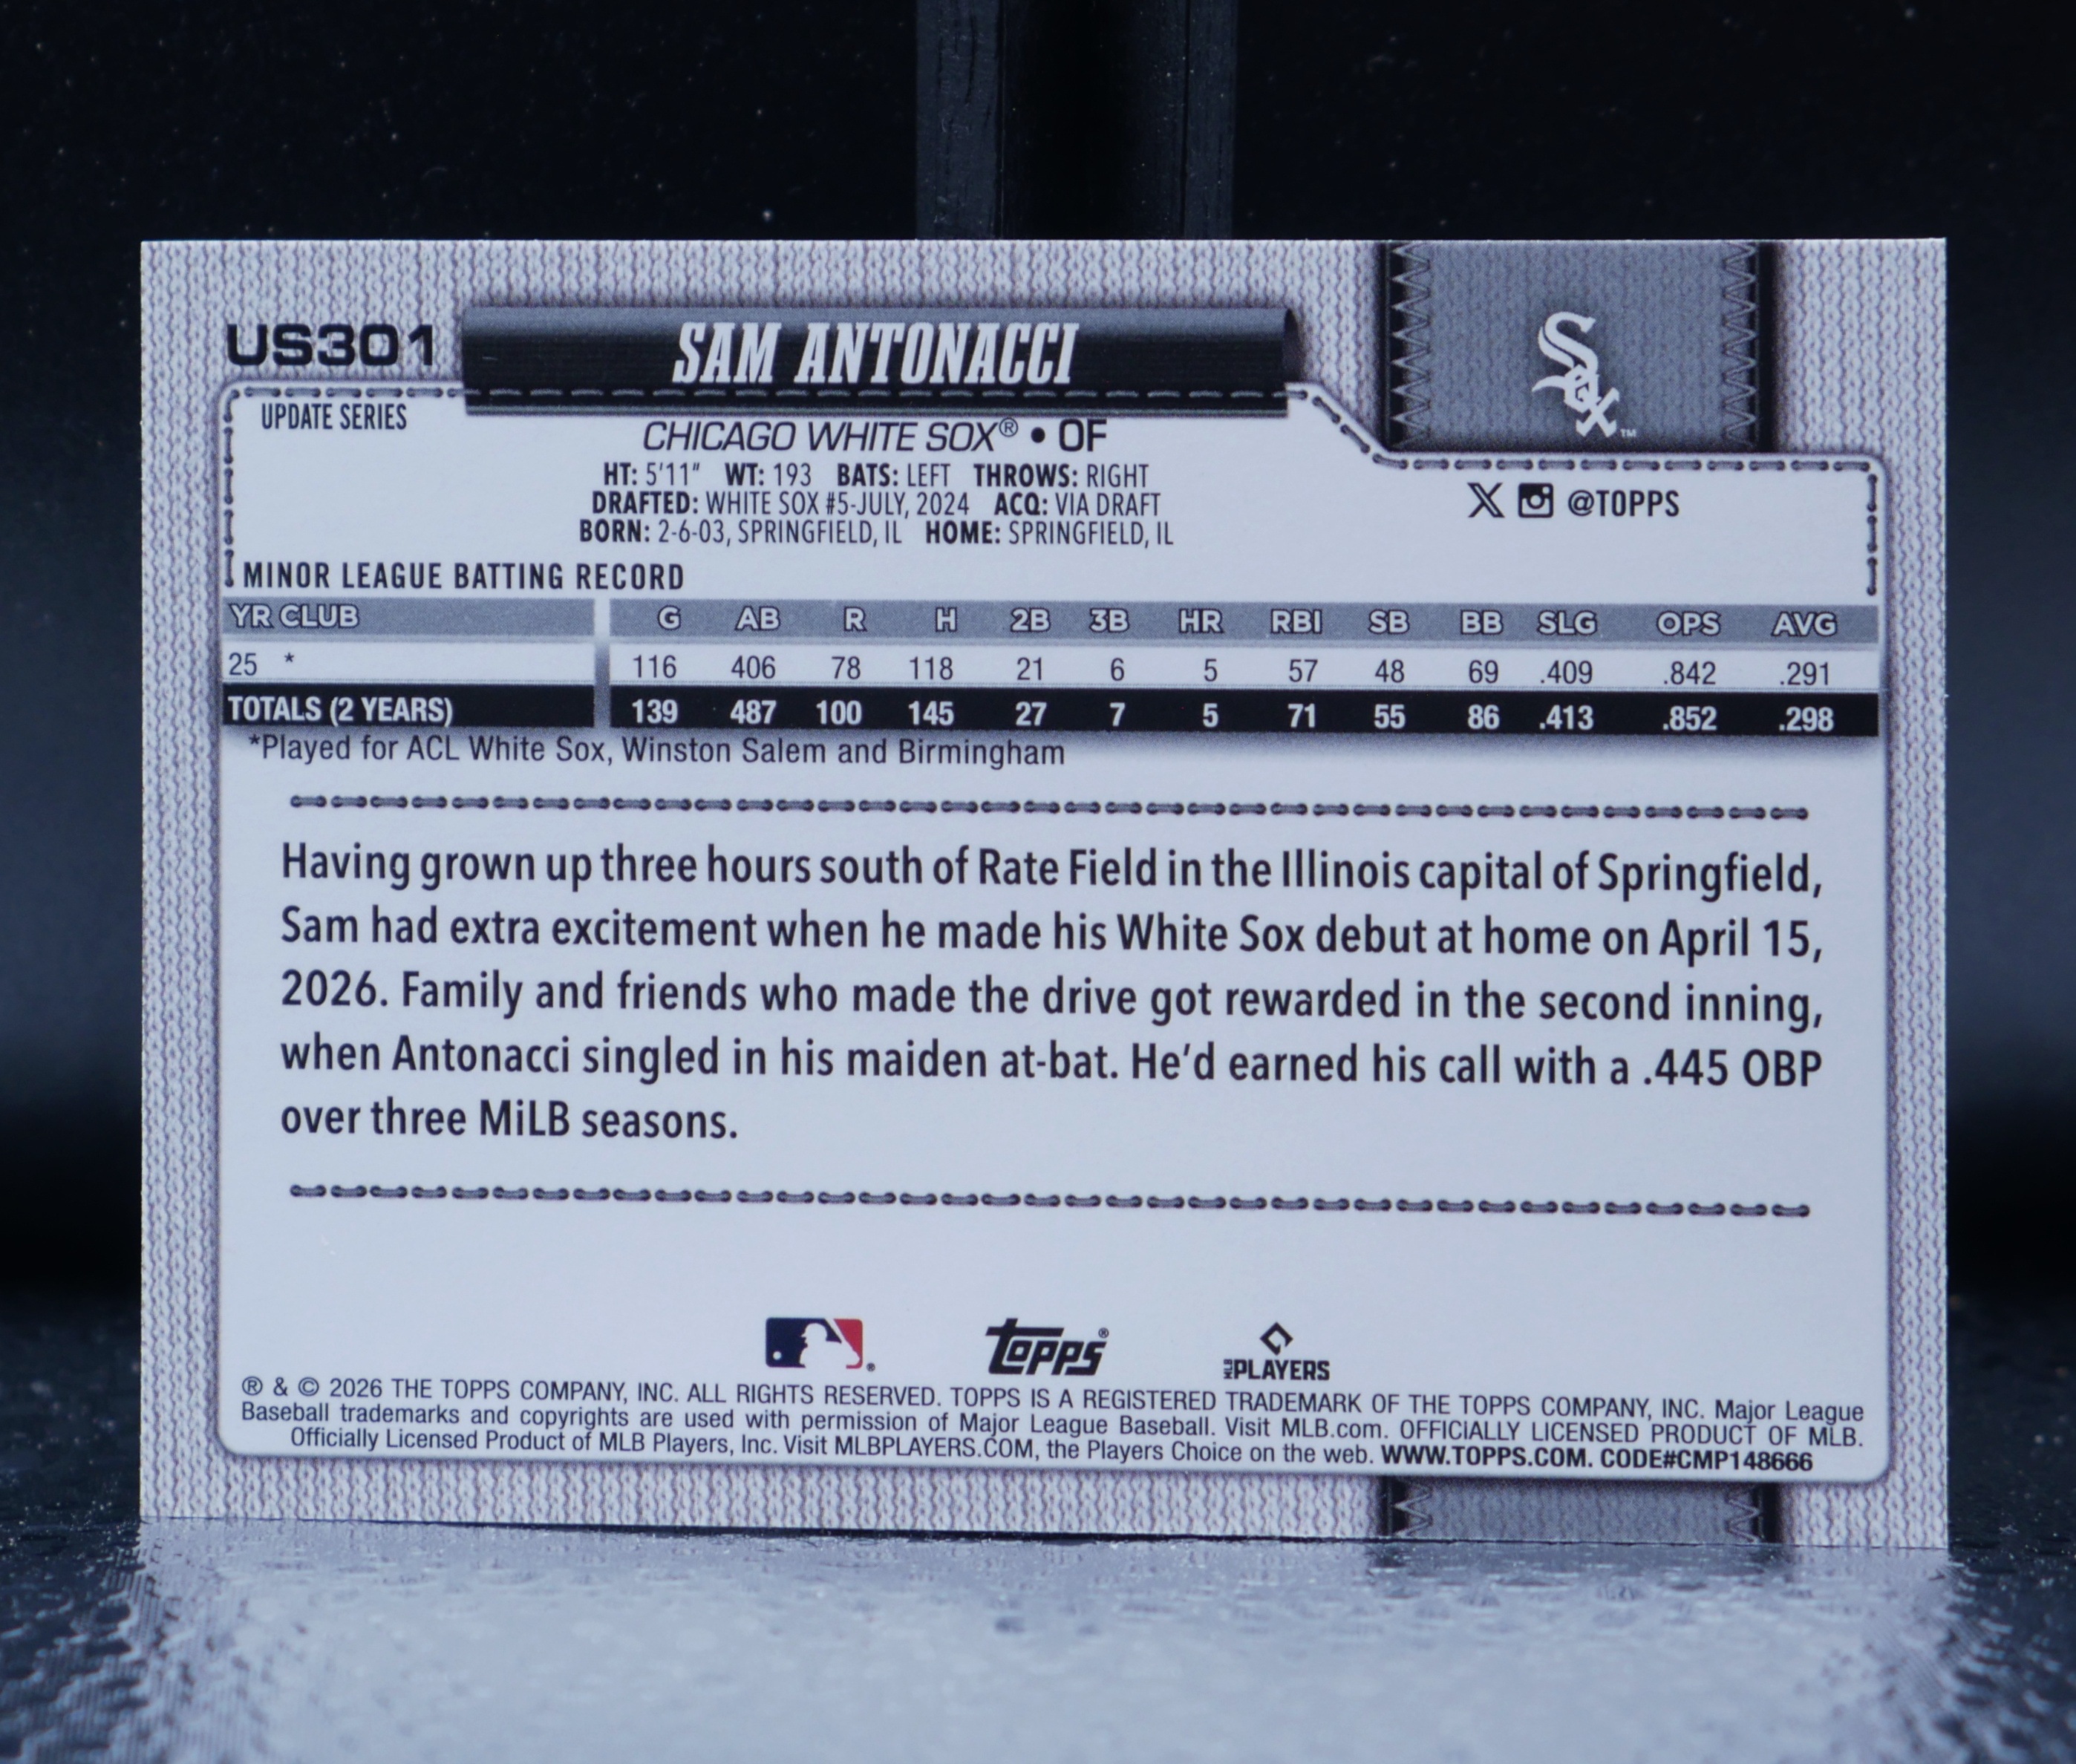 US301
SAM ANTONACCI
Sox™
UPDATE SERIES
CHICAGO WHITE SOX® • OF
HT: 5'11" WT: 193 BATS: LEFT THROWS: RIGHT
DRAFTED: WHITE SOX #5-JULY, 2024 ACQ: VIA DRAFT
BORN: 2-6-03, SPRINGFIELD, IL HOME: SPRINGFIELD, IL
X @TOPPS
MINOR LEAGUE BATTING RECORD
YR CLUB G AB R H 2B 3B HR RBI SB BB SLG OPS AVG
25 * 116 406 78 118 21 6 5 57 48 69 .409 .842 .291
TOTALS (2 YEARS) 139 487 100 145 27 7 5 71 55 86 .413 .852 .298
*Played for ACL White Sox, Winston Salem and Birmingham
Having grown up three hours south of Rate Field in the Illinois capital of Springfield,
Sam had extra excitement when he made his White Sox debut at home on April 15,
2026. Family and friends who made the drive got rewarded in the second inning,
when Antonacci singled in his maiden at-bat. He'd earned his call with a .445 OBP
over three MiLB seasons.
topps®
MLB PLAYERS
® & © 2026 THE TOPPS COMPANY, INC. ALL RIGHTS RESERVED. TOPPS IS A REGISTERED TRADEMARK OF THE TOPPS COMPANY, INC. Major League
Baseball trademarks and copyrights are used with permission of Major League Baseball. Visit MLB.com. OFFICIALLY LICENSED PRODUCT OF MLB.
Officially Licensed Product of MLB Players, Inc. Visit MLBPLAYERS.COM, the Players Choice on the web. WWW.TOPPS.COM. CODE#CMP148666